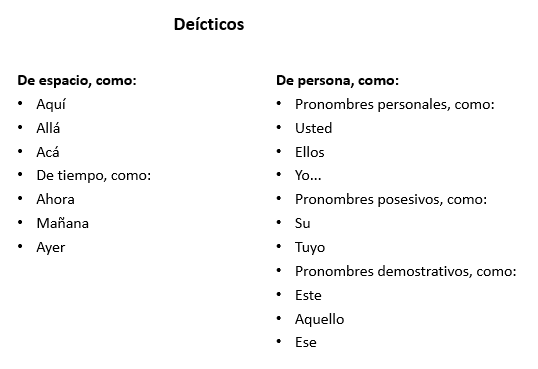 Deícticos
De espacio, como:
• Aquí
• Allá
• Acá
• De tiempo, como:
• Ahora
• Mañana
• Ayer
De persona, como:
• Pronombres personales, como:
• Usted
• Ellos
• Yo...
• Pronombres posesivos, como:
• Su
• Tuyo
• Pronombres demostrativos, como:
• Este
• Aquello
• Ese